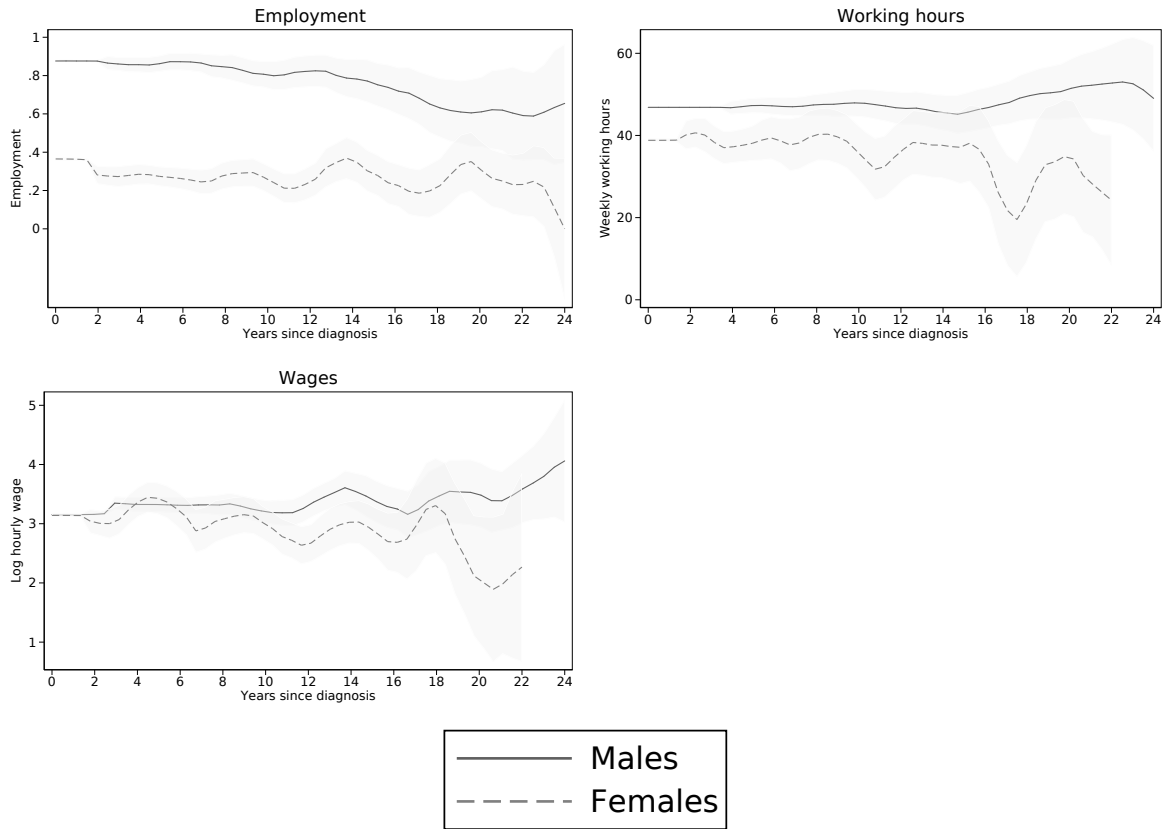 Employment
Employment
1
.8
.6
.4
.2
0
0 2 4 6 8 10 12 14 16 18 20 22 24
Years since diagnosis
Working hours
Weekly working hours
60
40
20
0
0 2 4 6 8 10 12 14 16 18 20 22 24
Years since diagnosis
Wages
Log hourly wage
5
4
3
2
1
0 2 4 6 8 10 12 14 16 18 20 22 24
Years since diagnosis
Males
Females